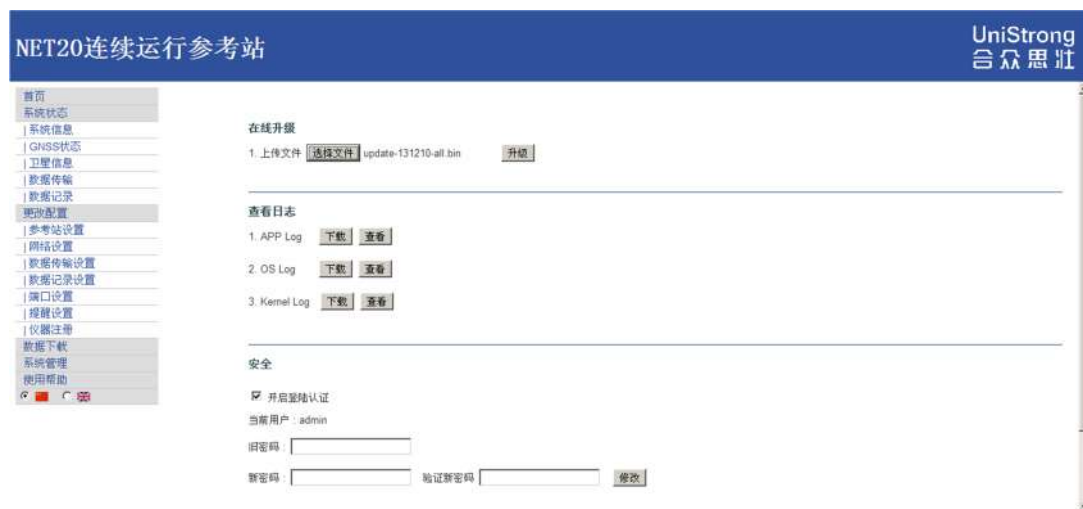 NET20连续运行参考站
UniStrong
合众思壮
首页
系统状态
|系统信息
|GNSS状态
|卫星信息
|数据传输
|数据记录
更改配置
|参考站设置
|网络设置
|数据传输设置
|数据记录设置
|端口设置
|提醒设置
|仪器注册
数据下载
系统管理
使用帮助
在线升级
1. 上传文件 选择文件 update-131210-all.bin 升级
查看日志
1. APP Log 下载 查看
2. OS Log 下载 查看
3. Kernel Log 下载 查看
安全
开启登陆认证
当前用户 : admin
旧密码 :
新密码 : 验证新密码 修改